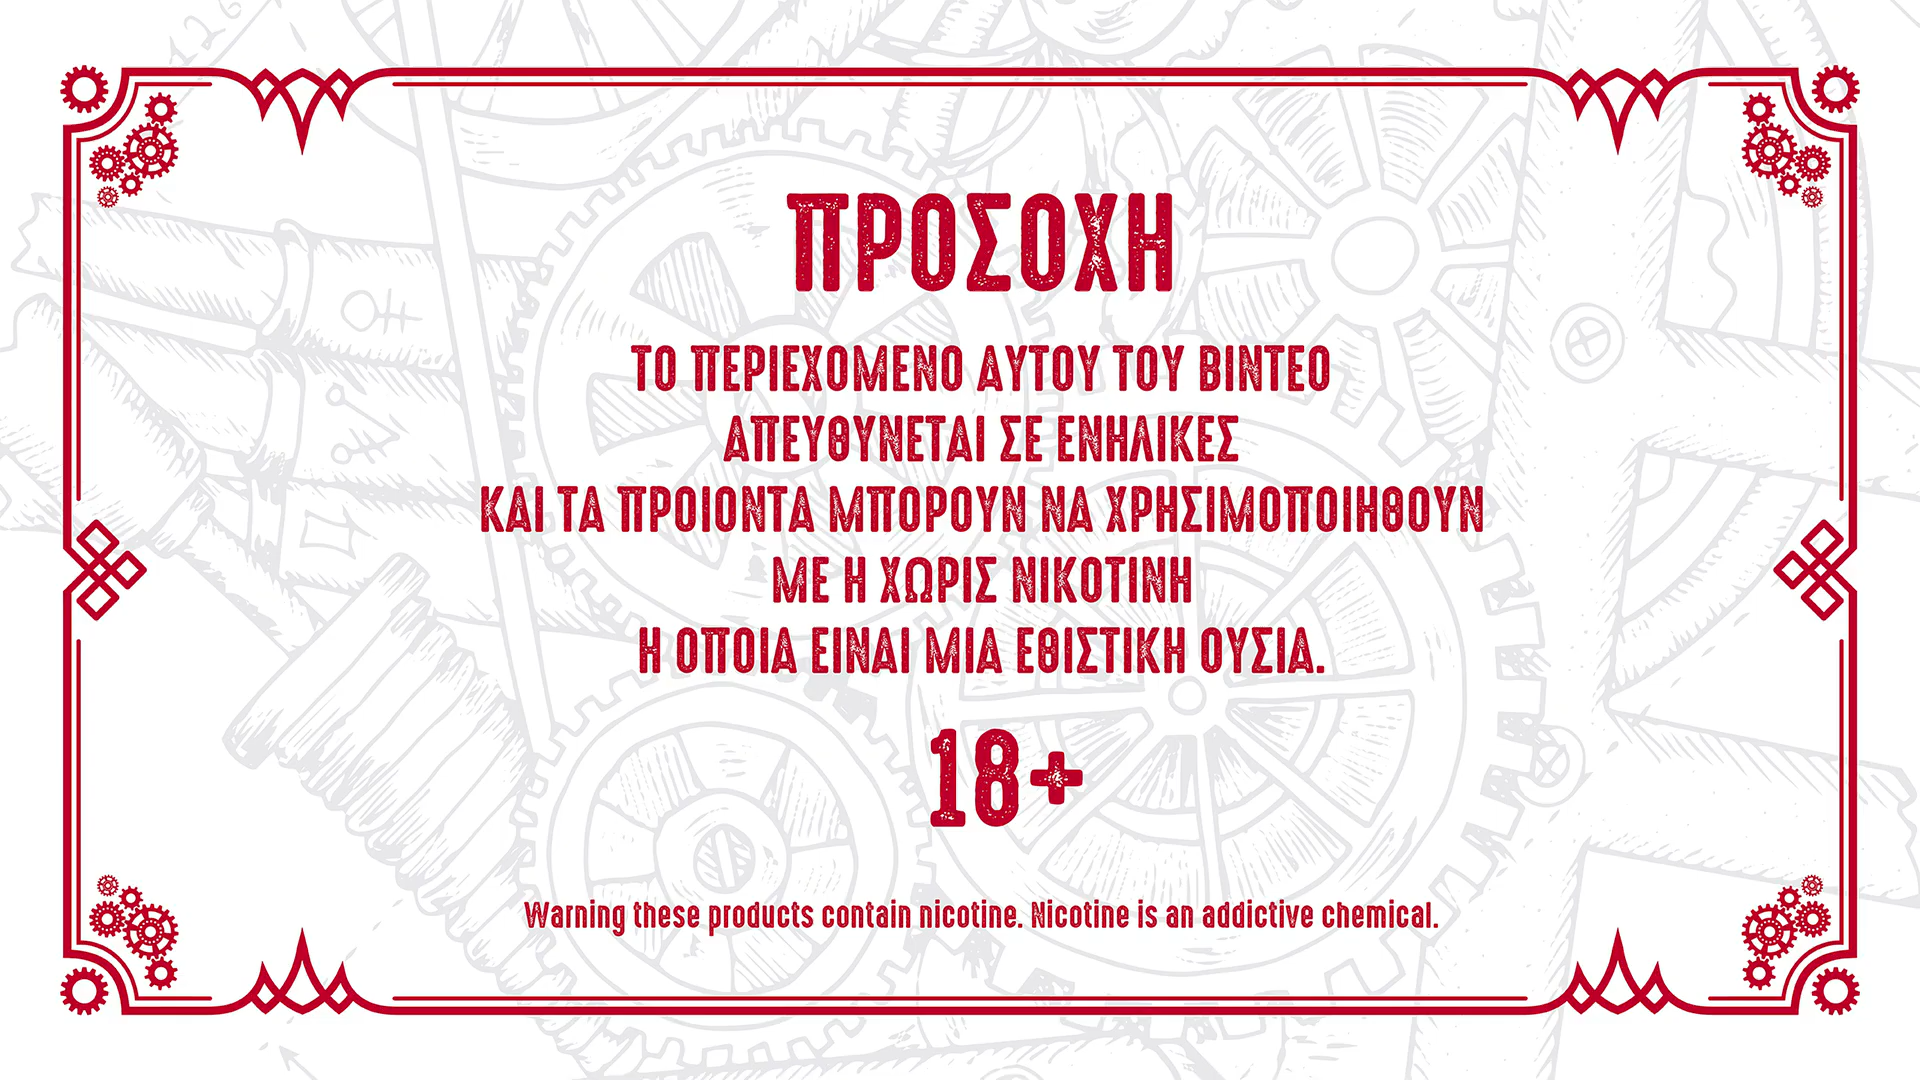 ΠΡΟΣΟΧΗ
ΤΟ ΠΕΡΙΕΧΟΜΕΝΟ ΑΥΤΟΥ ΤΟΥ ΒΙΝΤΕΟ
ΑΠΕΥΘΥΝΕΤΑΙ ΣΕ ΕΝΗΛΙΚΕΣ
ΚΑΙ ΤΑ ΠΡΟΙΟΝΤΑ ΜΠΟΡΟΥΝ ΝΑ ΧΡΗΣΙΜΟΠΟΙΗΘΟΥΝ
ΜΕ Η ΧΩΡΙΣ ΝΙΚΟΤΙΝΗ
Η ΟΠΟΙΑ ΕΙΝΑΙ ΜΙΑ ΕΘΙΣΤΙΚΗ ΟΥΣΙΑ.
18+
Warning these products contain nicotine. Nicotine is an addictive chemical.